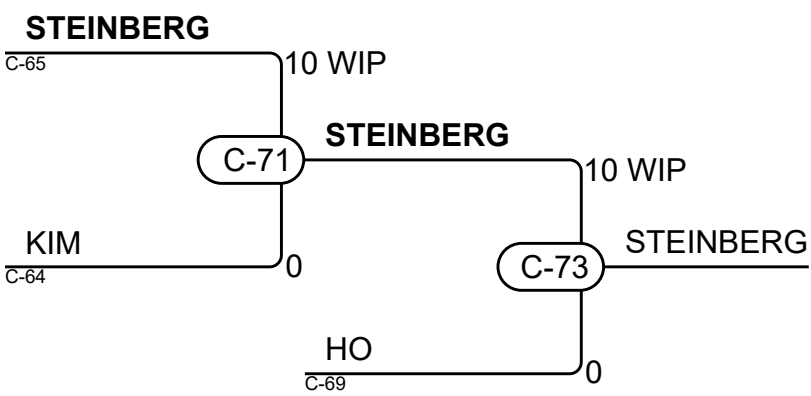 STEINBERG
C-65
10 WIP
STEINBERG
C-71
10 WIP
KIM
C-64
0
STEINBERG
C-73
HO
C-69
0